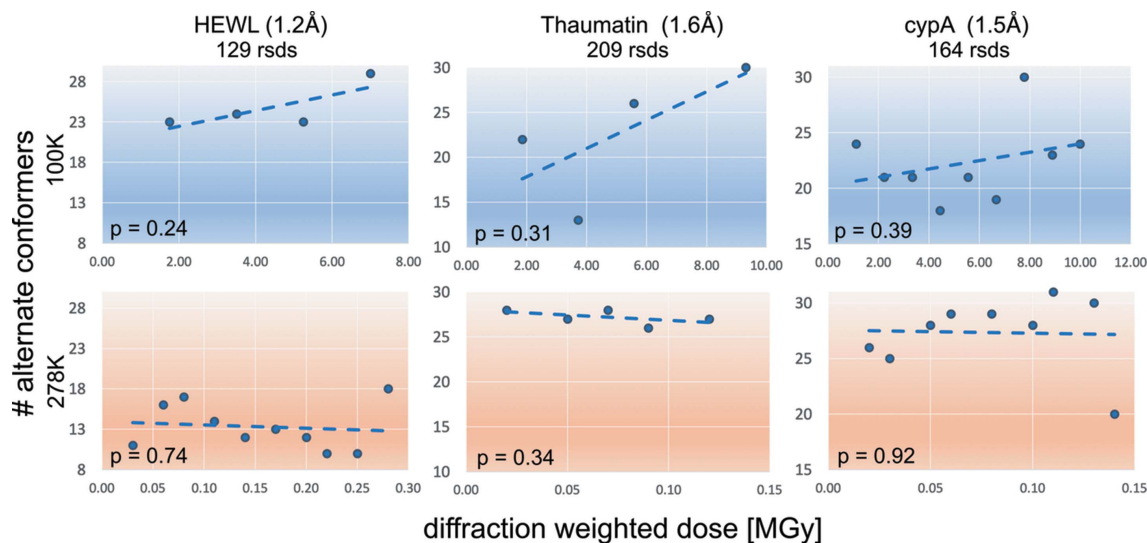 HEWL (1.2Å)
129 rsds
Thaumatin (1.6Å)
209 rsds
cypA (1.5Å)
164 rsds
# alternate conformers
100K
278K
28
23
18
13
8
p = 0.24
0.00 2.00 4.00 6.00 8.00
30
25
20
15
10
p = 0.31
0.00 2.00 4.00 6.00 8.00 10.00
30
25
20
15
p = 0.39
0.00 2.00 4.00 6.00 8.00 10.00 12.00
28
23
18
13
8
p = 0.74
0.00 0.05 0.10 0.15 0.20 0.25 0.30
30
25
20
15
10
p = 0.34
0.00 0.05 0.10 0.15
30
25
20
15
p = 0.92
0.00 0.05 0.10 0.15
diffraction weighted dose [MGy]